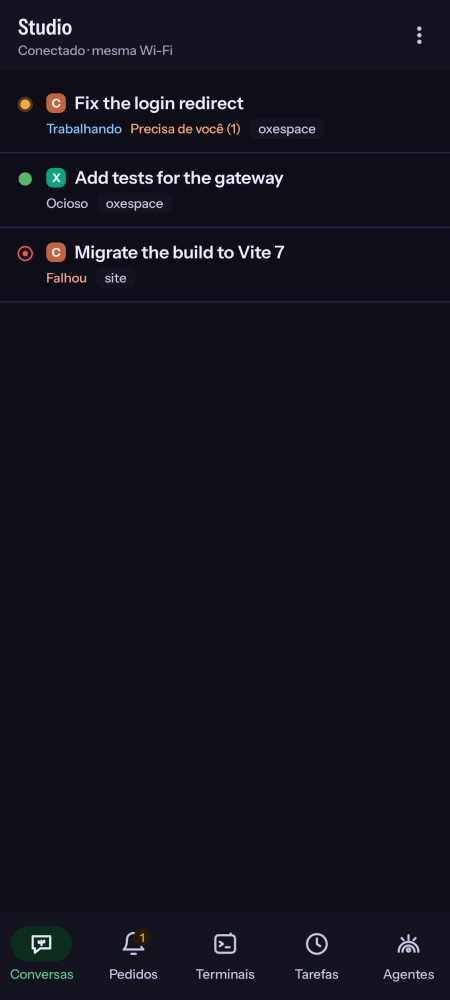 Studio
Conectado · mesma Wi-Fi
C Fix the login redirect
Trabalhando Precisa de você (1) oxespace
X Add tests for the gateway
Ocioso oxespace
C Migrate the build to Vite 7
Falhou site
1
Conversas Pedidos Terminais Tarefas Agentes